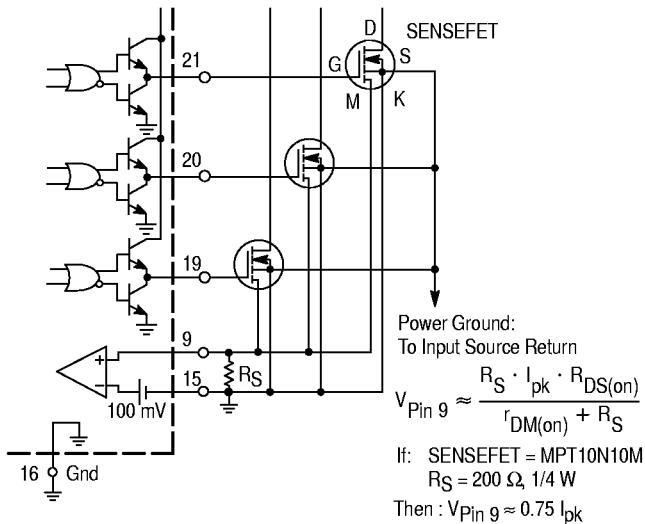 D
SENSEFET
21
G
S
M
K
20
19
9
R_S
15
100 mV
+
–
16 Gnd
Power Ground:
To Input Source Return
V_Pin 9 ≈ (R_S · I_pk · R_DS(on)) / (r_DM(on) + R_S)
If: SENSEFET = MPT10N10M
R_S = 200 Ω, 1/4 W
Then : V_Pin 9 ≈ 0.75 I_pk